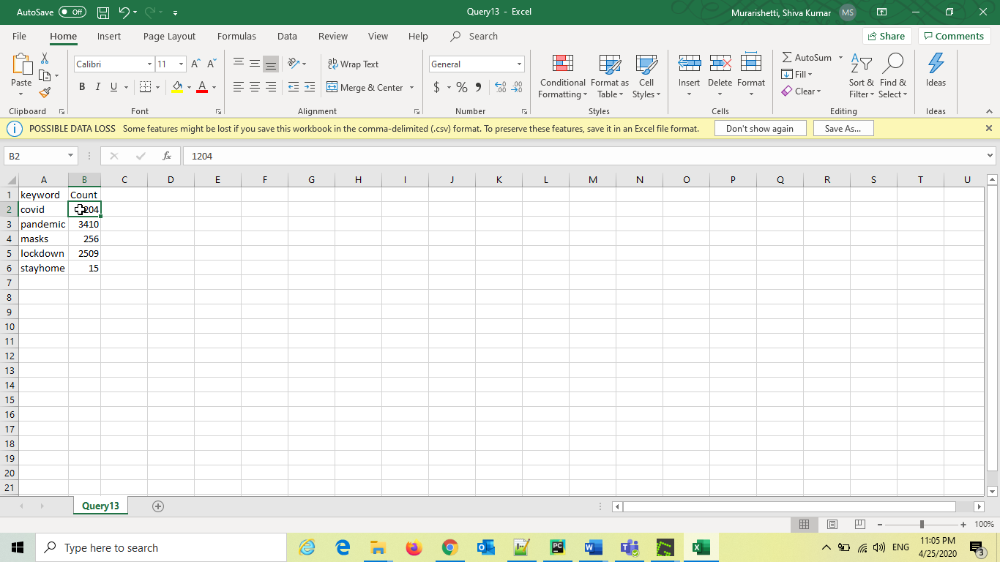 AutoSave Off
Query13 - Excel
Murarishetti, Shiva Kumar MS
File Home Insert Page Layout Formulas Data Review View Help Search Share Comments
Paste
Clipboard
Calibri 11
B I U A
Font
Wrap Text
Merge & Center
Alignment
General
$ % 9
Number
Conditional Formatting
Format as Table
Cell Styles
Styles
Insert Delete Format
Cells
AutoSum
Fill
Clear
Sort & Filter
Find & Select
Editing
Ideas
Ideas
POSSIBLE DATA LOSS Some features might be lost if you save this workbook in the comma-delimited (.csv) format. To preserve these features, save it in an Excel file format. Don't show again Save As...
B2 fx 1204
A B C D E F G H I J K L M N O P Q R S T U
1 keyword Count
2 covid 204
3 pandemic 3410
4 masks 256
5 lockdown 2509
6 stayhome 15
7
8
9
10
11
12
13
14
15
16
17
18
19
20
21
Query13
100%
Type here to search
PC
W
ENG
11:05 PM
4/25/2020
3